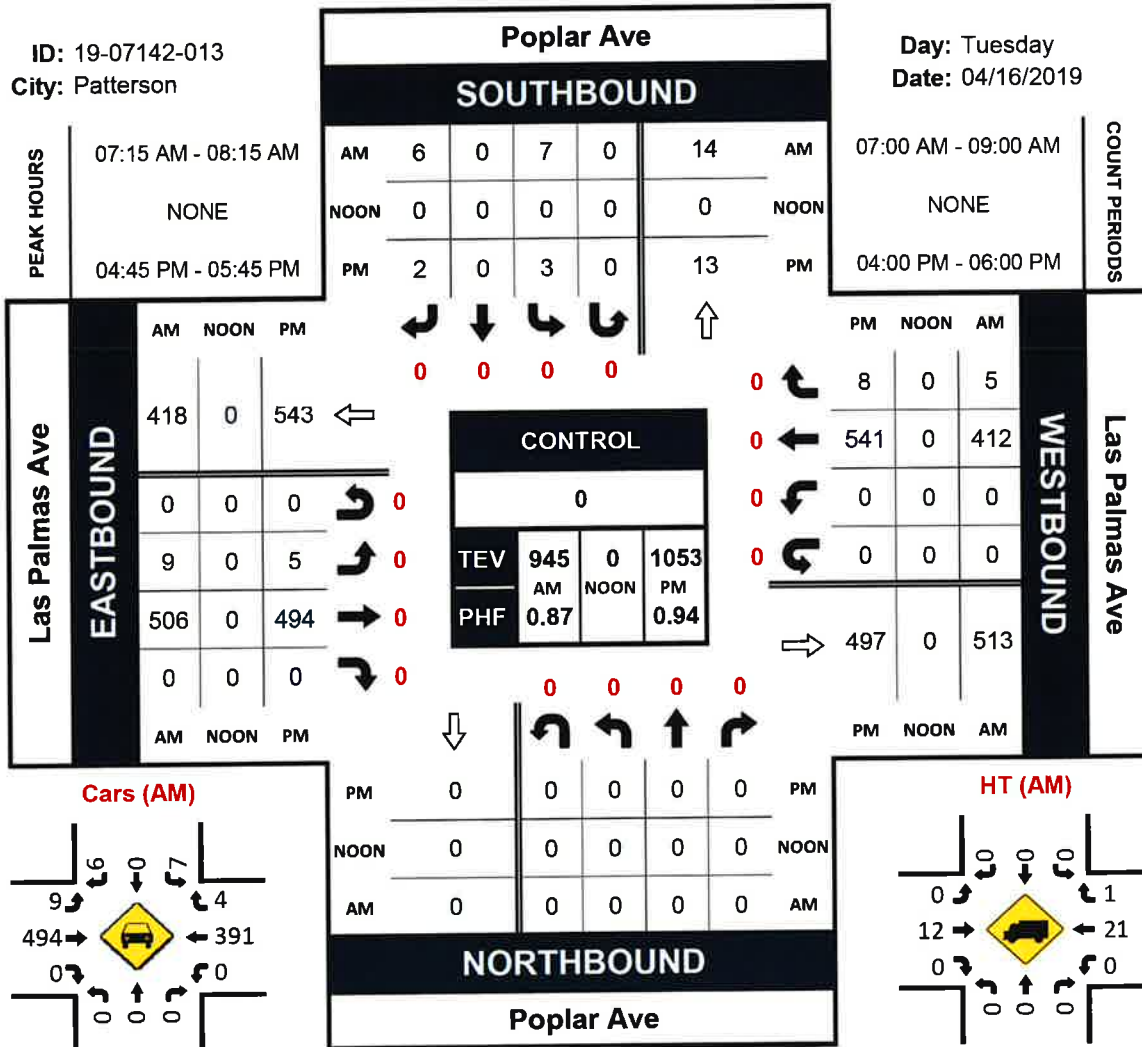 ID: 19-07142-013
City: Patterson
Poplar Ave
SOUTHBOUND
Day: Tuesday
Date: 04/16/2019
PEAK HOURS
07:15 AM - 08:15 AM
NONE
04:45 PM - 05:45 PM
AM 6 0 7 0 14 AM
NOON 0 0 0 0 0 NOON
PM 2 0 3 0 13 PM
07:00 AM - 09:00 AM
NONE
04:00 PM - 06:00 PM
COUNT PERIODS
0 0 0 0
Las Palmas Ave
EASTBOUND
AM NOON PM
418 0 543
0 0 0 0
9 0 5 0
506 0 494 0
0 0 0 0
AM NOON PM
CONTROL
0
TEV 945 0 1053
AM NOON PM
PHF 0.87 0.94
PM NOON AM
0 8 0 5
0 541 0 412
0 0 0 0
0 0 0 0
497 0 513
PM NOON AM
WESTBOUND
Las Palmas Ave
0 0 0 0
PM 0 0 0 0 0 PM
NOON 0 0 0 0 0 NOON
AM 0 0 0 0 0 AM
NORTHBOUND
Poplar Ave
Cars (AM)
6 0 7
9 4
494 391
0 0
0 0 0
HT (AM)
0 0 0
0 1
12 21
0 0
0 0 0